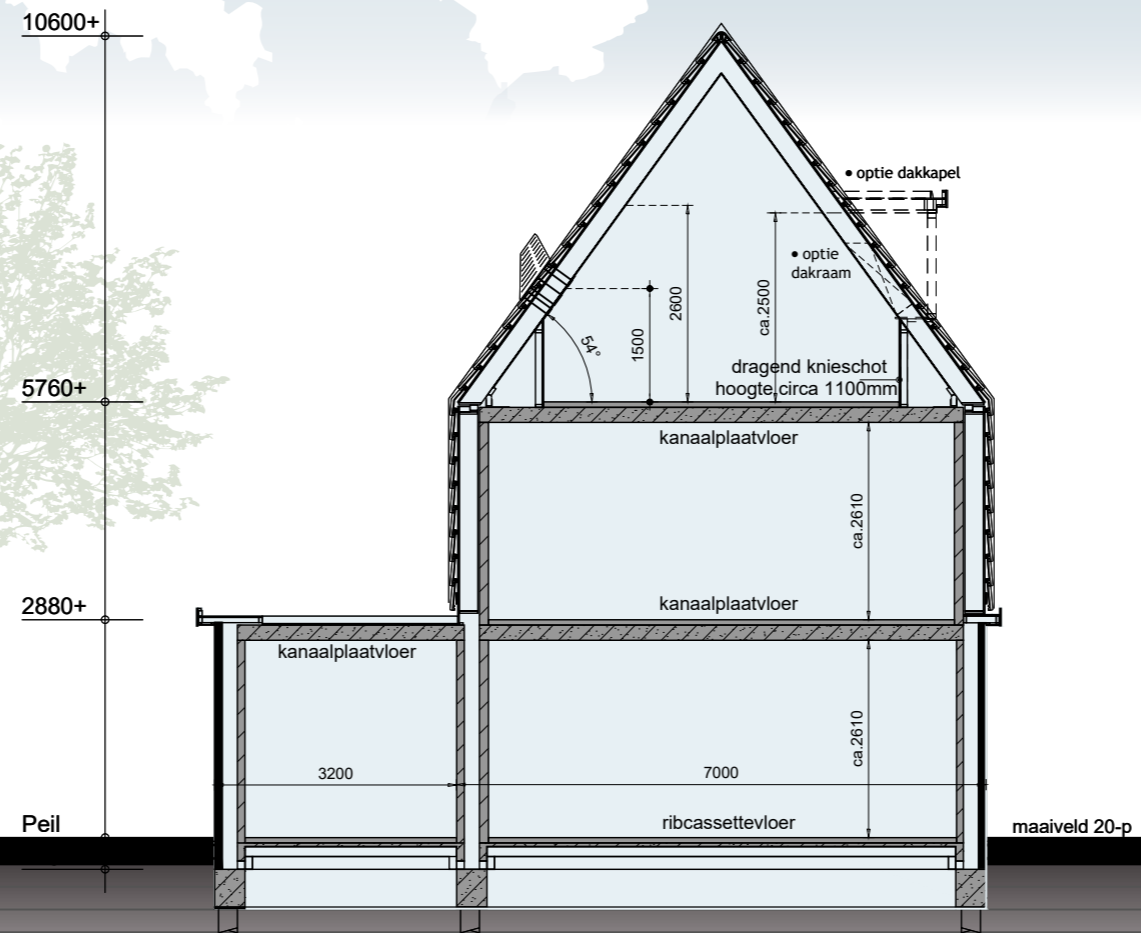 10600+
• optie dakkapel
• optie
dakraam
2600
ca.2500
1500
54°
dragend knieschot
hoogte circa 1100mm
5760+
kanaalplaatvloer
ca.2610
kanaalplaatvloer
2880+
kanaalplaatvloer
ca.2610
3200
7000
Peil
ribcassettevloer
maaiveld 20-p